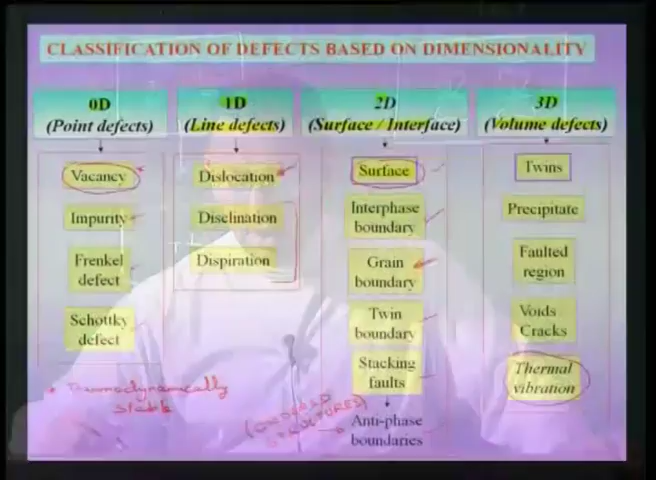 CLASSIFICATION OF DEFECTS BASED ON DIMENSIONALITY
0D
(Point defects)
Vacancy
Impurity
Frenkel
defect
Schottky
defect
* Thermodynamically
stable
1D
(Line defects)
Dislocation
Disclination
Dispiration
2D
(Surface / Interface)
Surface
Interphase
boundary
Grain
boundary
Twin
boundary
Stacking
faults
(ORDERED
STRUCTURES)
Anti-phase
boundaries
3D
(Volume defects)
Twins
Precipitate
Faulted
region
Voids
Cracks
Thermal
vibration